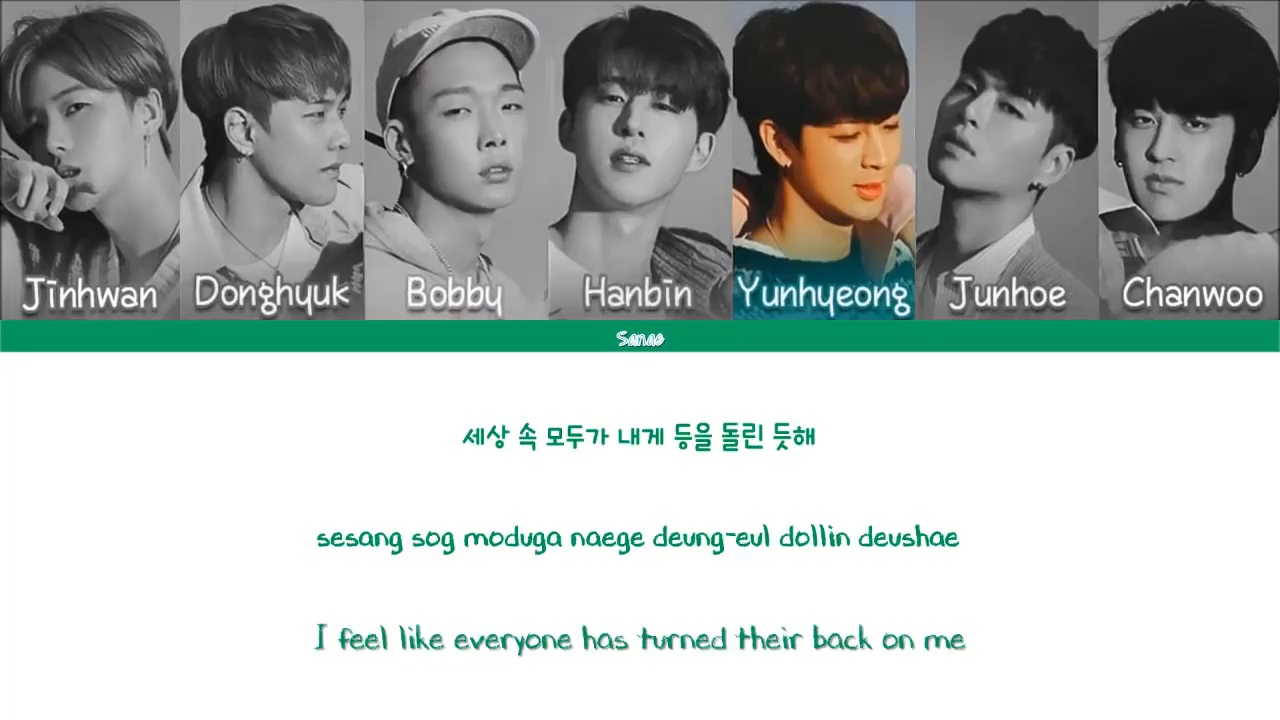 Jinhwan Donghyuk Bobby Hanbin Yunhyeong Junhoe Chanwoo
Sanae
세상 속 모두가 내게 등을 돌린 듯해
sesang sog moduga naege deung-eul dollin deushae
I feel like everyone has turned their back on me